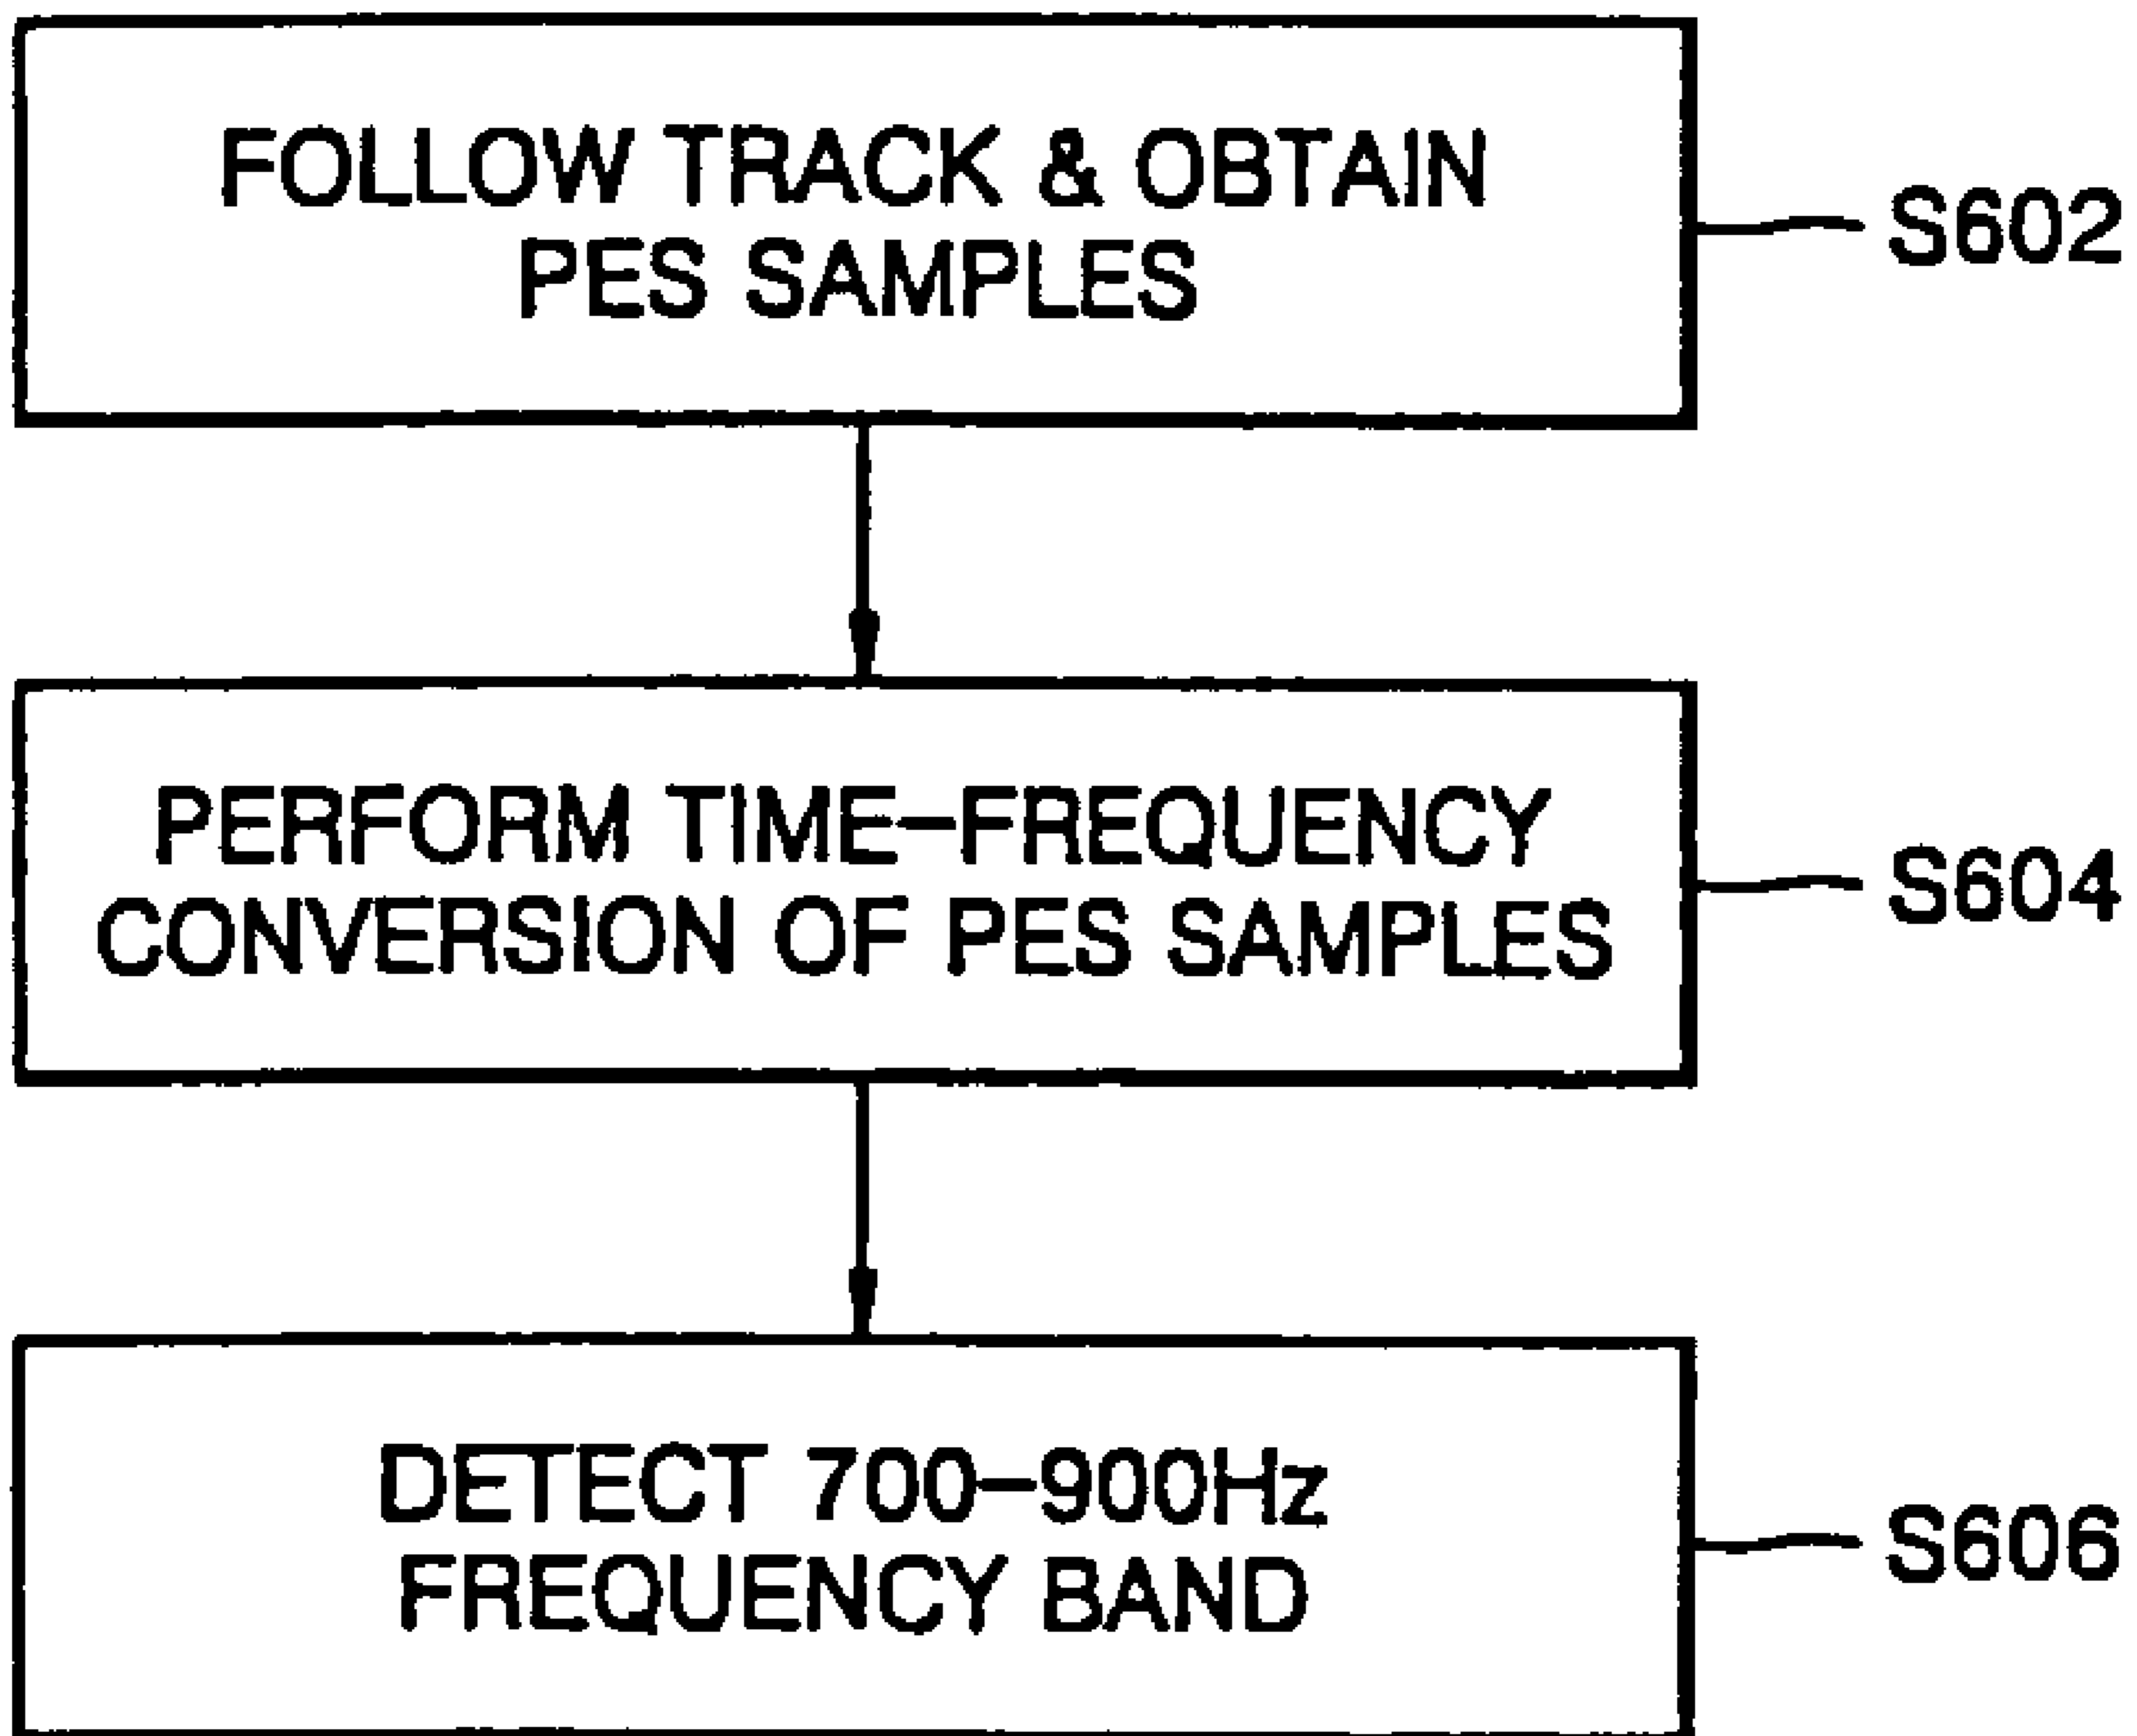 FOLLOW TRACK & OBTAIN
PES SAMPLES
S602
PERFORM TIME-FREQUENCY
CONVERSION OF PES SAMPLES
S604
DETECT 700-900Hz
FREQUENCY BAND
S606